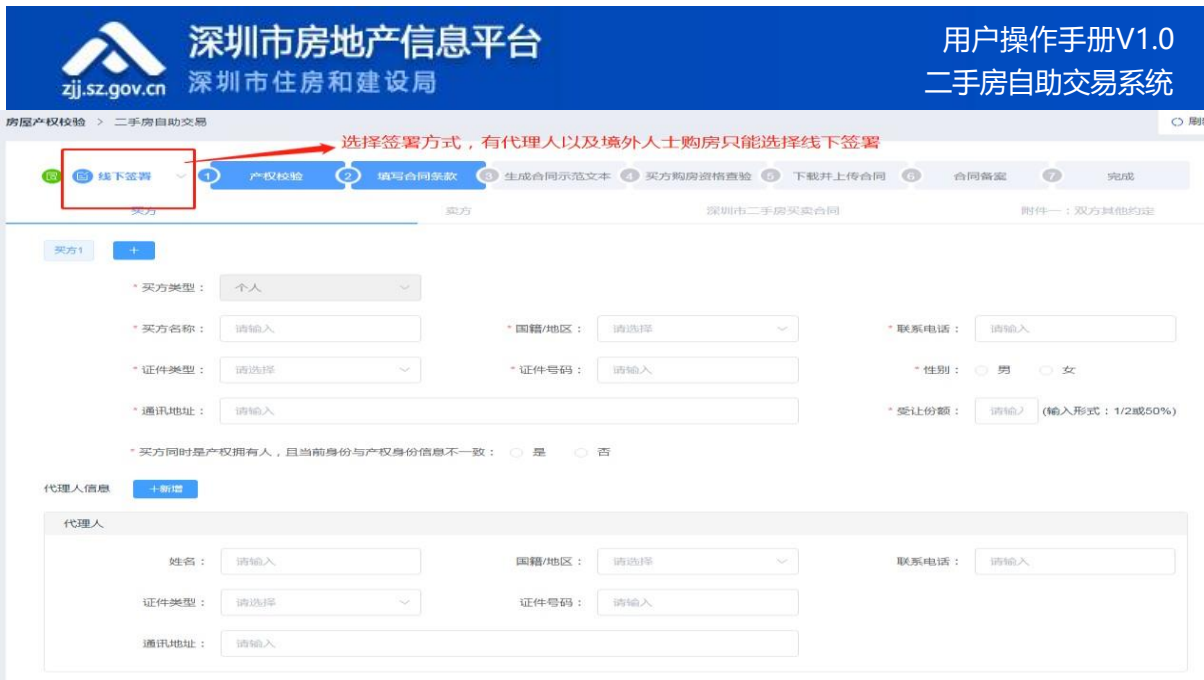 深圳市房地产信息平台
深圳市住房和建设局
zjj.sz.gov.cn
用户操作手册V1.0
二手房自助交易系统
房屋产权校验 > 二手房自助交易
刷新
选择签署方式，有代理人以及境外人士购房只能选择线下签署
线下签署 1 产权校验 2 填写合同条款 3 生成合同示范文本 4 买方购房资格查验 5 下载并上传合同 6 合同备案 7 完成
买方 卖方 深圳市二手房买卖合同 附件一：双方其他约定
买方1 +
* 买方类型： 个人
* 买方名称： 请输入 * 国籍/地区： 请选择 * 联系电话： 请输入
* 证件类型： 请选择 * 证件号码： 请输入 * 性别： 男 女
* 通讯地址： 请输入 * 受让份额： 请输入 (输入形式：1/2或50%)
* 买方同时是产权拥有人，且当前身份与产权身份信息不一致： 是 否
代理人信息 +新增
代理人
姓名： 请输入 国籍/地区： 请选择 联系电话： 请输入
证件类型： 请选择 证件号码： 请输入
通讯地址： 请输入